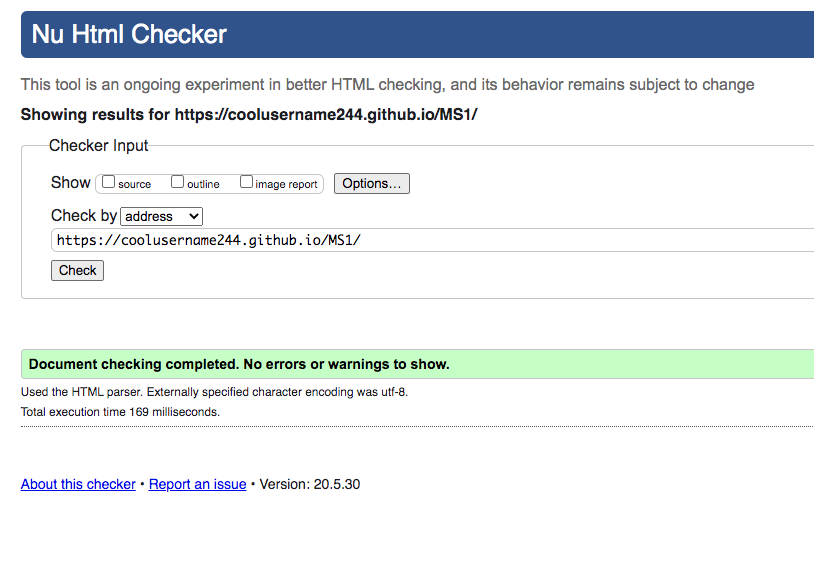 Nu Html Checker
This tool is an ongoing experiment in better HTML checking, and its behavior remains subject to change
Showing results for https://coolusername244.github.io/MS1/
Checker Input
Show source outline image report Options...
Check by address
https://coolusername244.github.io/MS1/
Check
Document checking completed. No errors or warnings to show.
Used the HTML parser. Externally specified character encoding was utf-8.
Total execution time 169 milliseconds.
About this checker • Report an issue • Version: 20.5.30